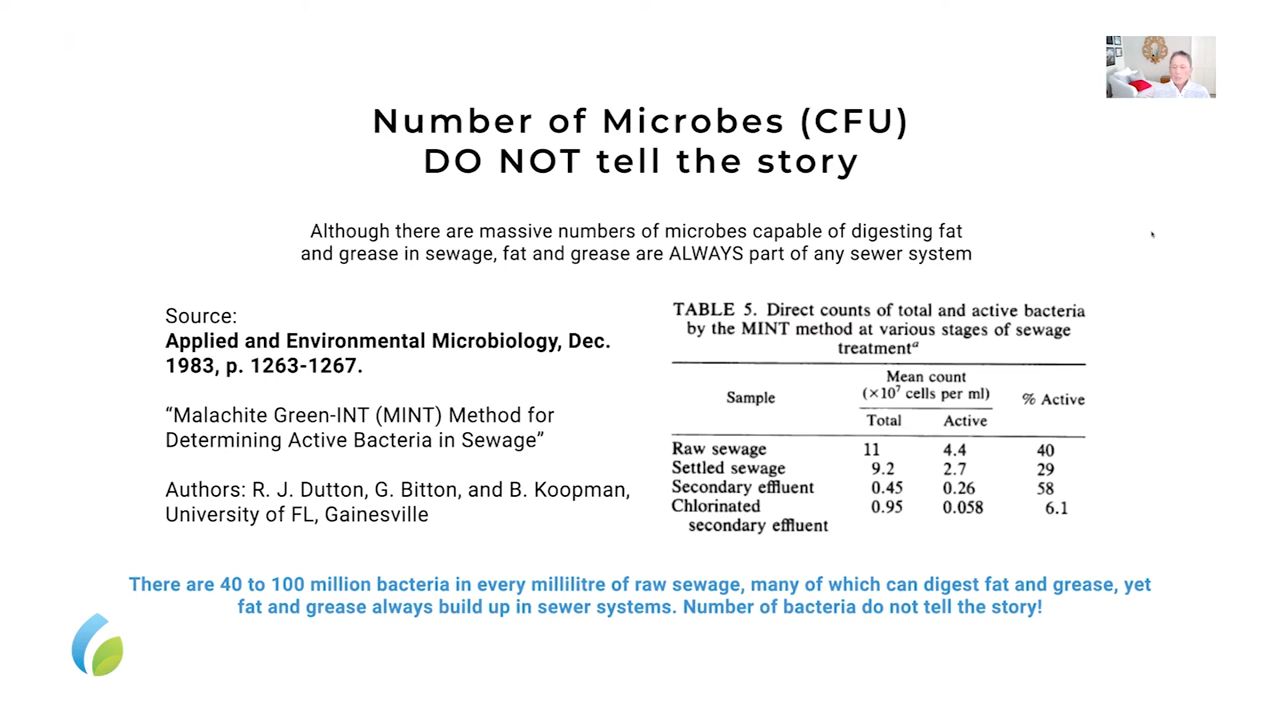 Number of Microbes (CFU)
DO NOT tell the story
Although there are massive numbers of microbes capable of digesting fat
and grease in sewage, fat and grease are ALWAYS part of any sewer system
Source:
Applied and Environmental Microbiology, Dec.
1983, p. 1263-1267.
“Malachite Green-INT (MINT) Method for
Determining Active Bacteria in Sewage”
Authors: R. J. Dutton, G. Bitton, and B. Koopman,
University of FL, Gainesville
TABLE 5. Direct counts of total and active bacteria
by the MINT method at various stages of sewage
treatmentᵃ
Mean count
Sample (×10⁷ cells per ml) % Active
Total Active
Raw sewage 11 4.4 40
Settled sewage 9.2 2.7 29
Secondary effluent 0.45 0.26 58
Chlorinated 0.95 0.058 6.1
secondary effluent
There are 40 to 100 million bacteria in every millilitre of raw sewage, many of which can digest fat and grease, yet
fat and grease always build up in sewer systems. Number of bacteria do not tell the story!